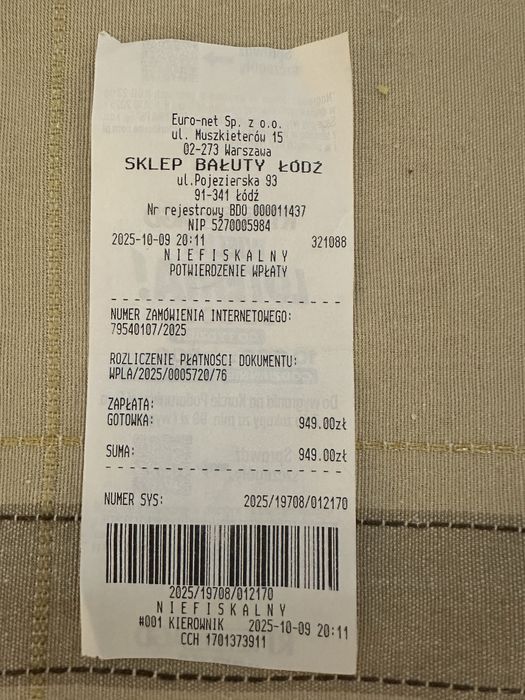 Euro-net Sp. z o.o.
ul. Muszkieterów 15
02-273 Warszawa
SKLEP BAŁUTY ŁÓDŹ
ul.Pojezierska 93
91-341 Łódź
Nr rejestrowy BDO 000011437
NIP 5270005984
2025-10-09 20:11 321088
N I E F I S K A L N Y
POTWIERDZENIE WPŁATY
NUMER ZAMÓWIENIA INTERNETOWEGO:
79540107/2025
ROZLICZENIE PŁATNOŚCI DOKUMENTU:
WPLA/2025/0005720/76
ZAPŁATA:
GOTÓWKA: 949.00zł
SUMA: 949.00zł
NUMER SYS: 2025/19708/012170
2025/19708/012170
N I E F I S K A L N Y
#001 KIEROWNIK 2025-10-09 20:11
CCH 1701373911